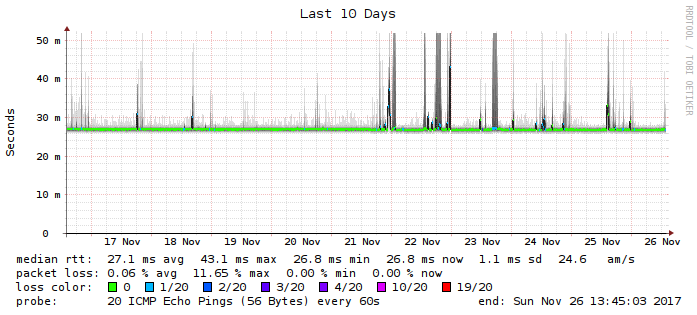 Last 10 Days
RRDTOOL / TOBI OETIKER
Seconds
50 m
40 m
30 m
20 m
10 m
0
17 Nov 18 Nov 19 Nov 20 Nov 21 Nov 22 Nov 23 Nov 24 Nov 25 Nov 26 Nov
median rtt: 27.1 ms avg 43.1 ms max 26.8 ms min 26.8 ms now 1.1 ms sd 24.6 am/s
packet loss: 0.06 % avg 11.65 % max 0.00 % min 0.00 % now
loss color: 0 1/20 2/20 3/20 4/20 10/20 19/20
probe: 20 ICMP Echo Pings (56 Bytes) every 60s end: Sun Nov 26 13:45:03 2017